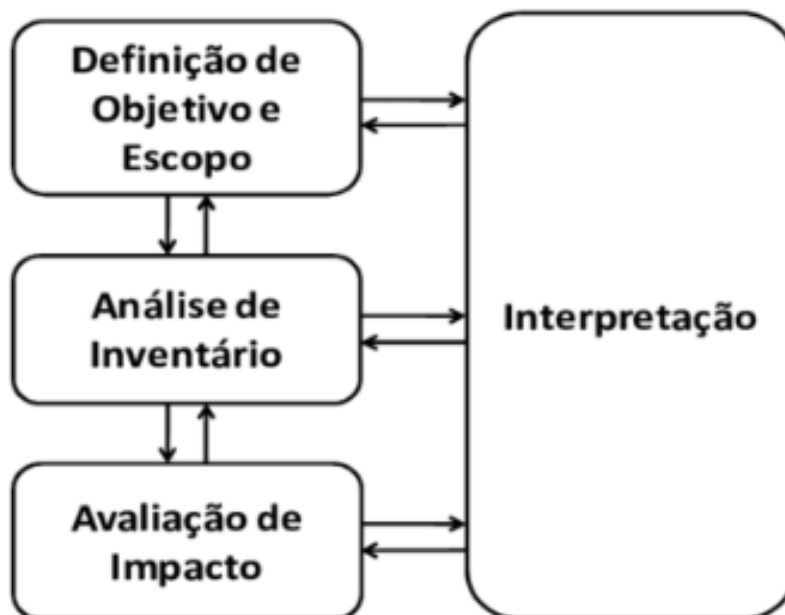 Definição de
Objetivo e
Escopo
Análise de
Inventário
Avaliação de
Impacto
Interpretação